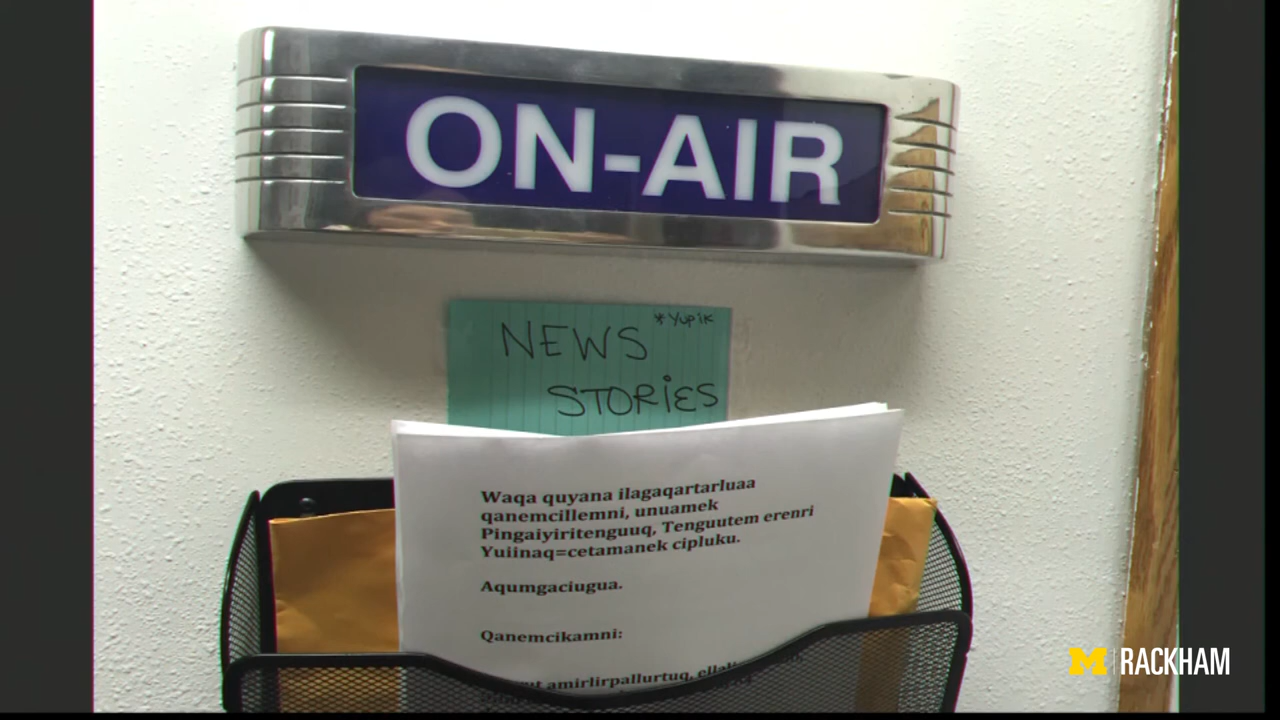 ON-AIR
*Yupik
NEWS
STORIES
Waqa quyana ilagaqartarluaa
qanemcillemni, unuamek
Pingaiyiritenguuq, Tenguutem erenri
Yuiinaq=cetamanek cipluku.
Aqumgaciugua.
Qanemcikamni:
amirlirpallurtuq,
M RACKHAM